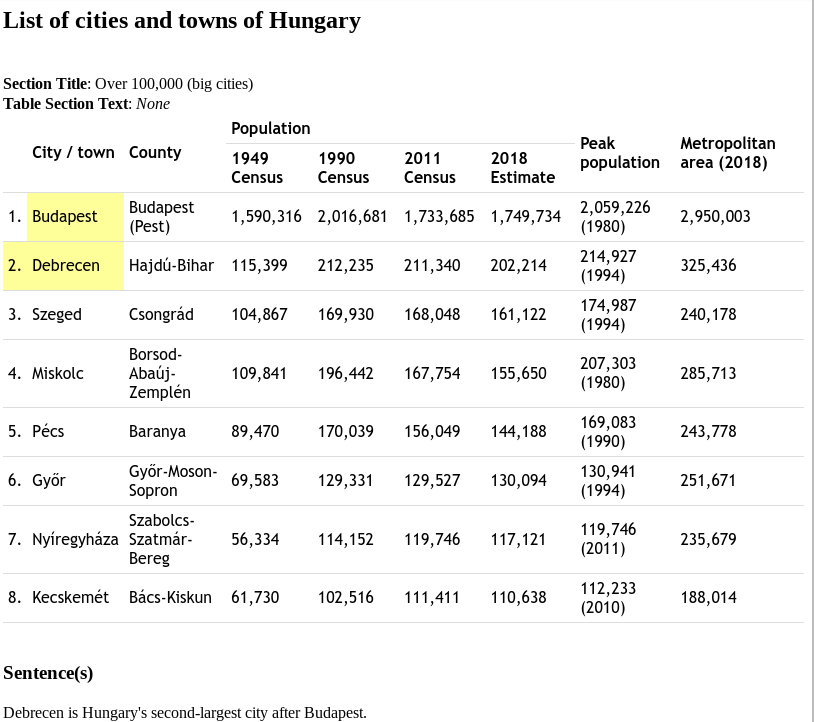 List of cities and towns of Hungary
Section Title: Over 100,000 (big cities)
Table Section Text: None
City / town County Population Peak population Metropolitan area (2018)
1949 Census 1990 Census 2011 Census 2018 Estimate
1. Budapest Budapest (Pest) 1,590,316 2,016,681 1,733,685 1,749,734 2,059,226 (1980) 2,950,003
2. Debrecen Hajdú-Bihar 115,399 212,235 211,340 202,214 214,927 (1994) 325,436
3. Szeged Csongrád 104,867 169,930 168,048 161,122 174,987 (1994) 240,178
4. Miskolc Borsod-Abaúj-Zemplén 109,841 196,442 167,754 155,650 207,303 (1980) 285,713
5. Pécs Baranya 89,470 170,039 156,049 144,188 169,083 (1990) 243,778
6. Győr Győr-Moson-Sopron 69,583 129,331 129,527 130,094 130,941 (1994) 251,671
7. Nyíregyháza Szabolcs-Szatmár-Bereg 56,334 114,152 119,746 117,121 119,746 (2011) 235,679
8. Kecskemét Bács-Kiskun 61,730 102,516 111,411 110,638 112,233 (2010) 188,014
Sentence(s)
Debrecen is Hungary's second-largest city after Budapest.